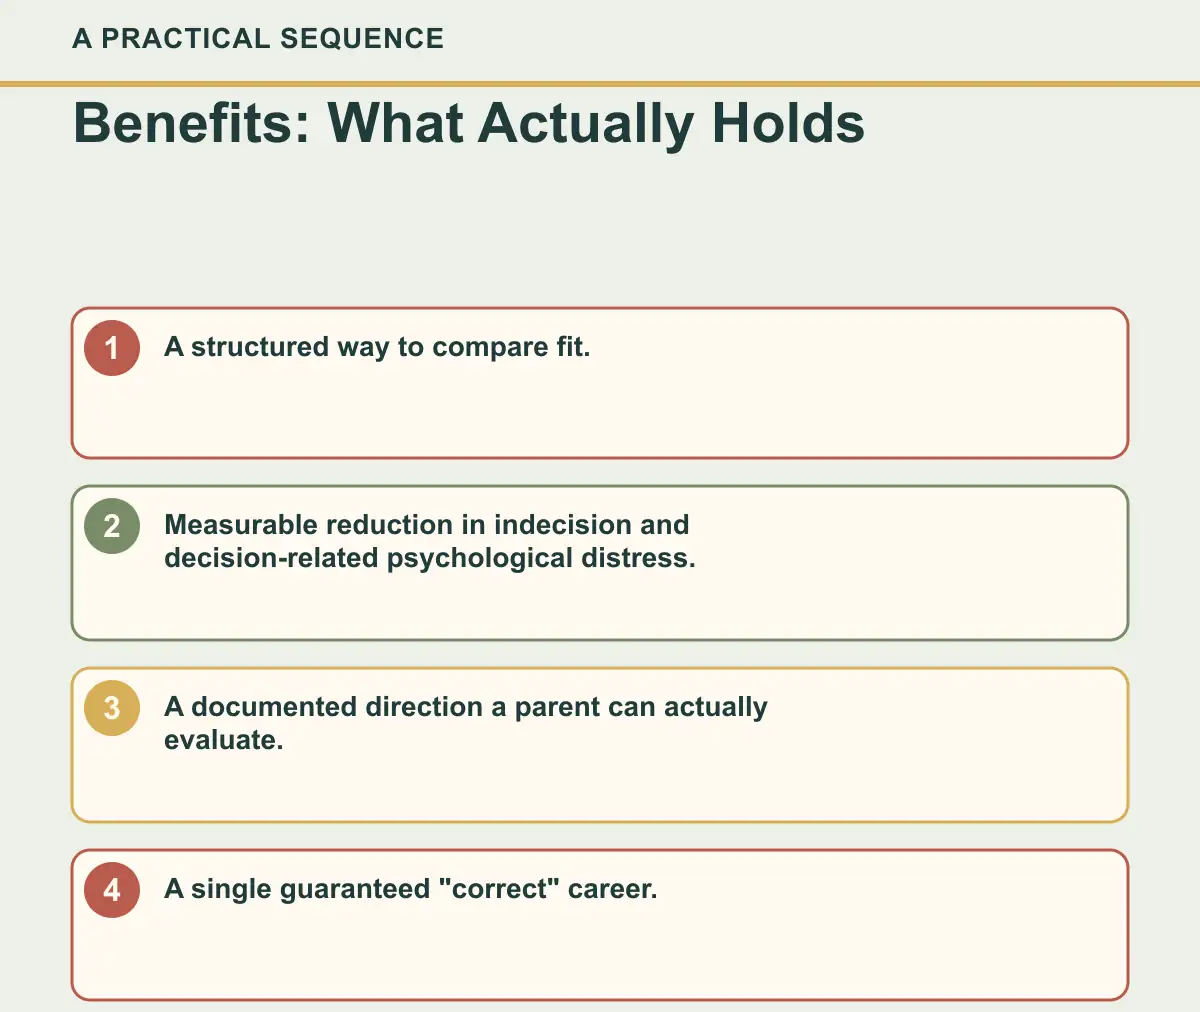 A PRACTICAL SEQUENCE
Benefits: What Actually Holds
1
A structured way to compare fit.
2
Measurable reduction in indecision and
decision-related psychological distress.
3
A documented direction a parent can actually
evaluate.
4
A single guaranteed "correct" career.